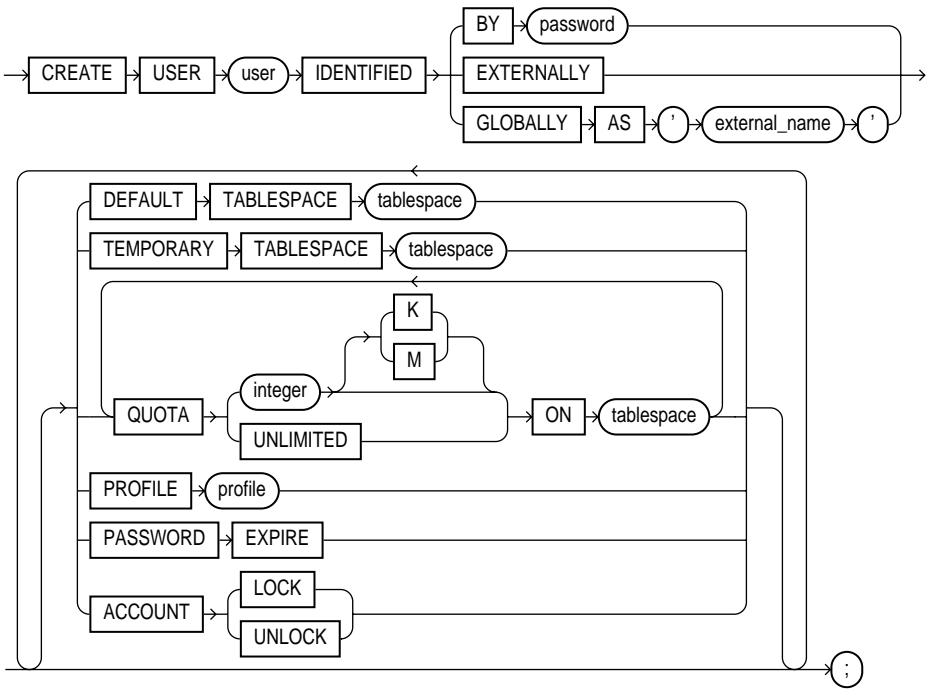 BY password
CREATE USER user IDENTIFIED EXTERNALLY
GLOBALLY AS ’ external_name ’
DEFAULT TABLESPACE tablespace
TEMPORARY TABLESPACE tablespace
K
M
integer
QUOTA ON tablespace
UNLIMITED
PROFILE profile
PASSWORD EXPIRE
LOCK
ACCOUNT
UNLOCK
;